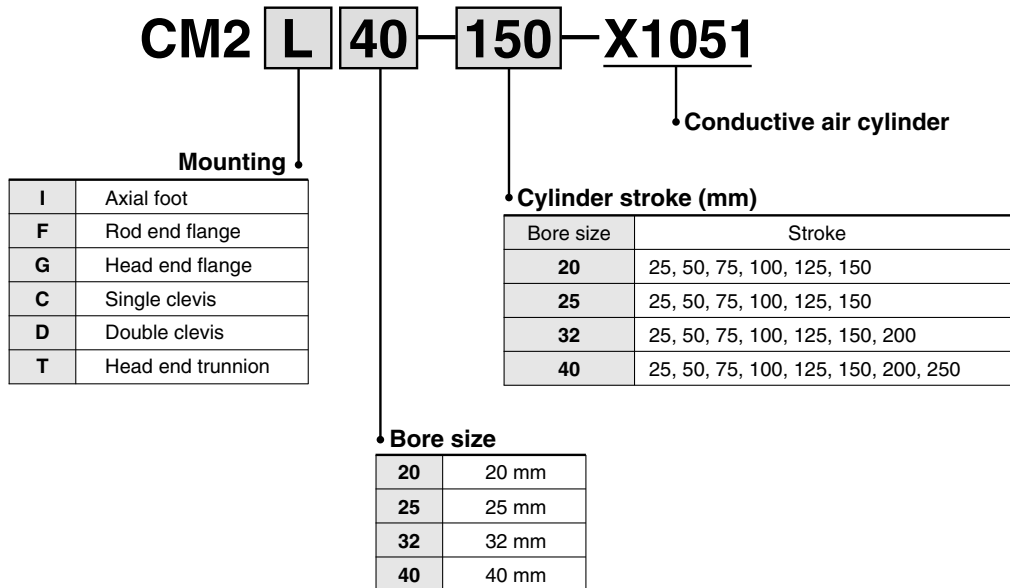 CM2 L 40 — 150 — X1051
Conductive air cylinder
Mounting
I Axial foot
F Rod end flange
G Head end flange
C Single clevis
D Double clevis
T Head end trunnion
Cylinder stroke (mm)
Bore size Stroke
20 25, 50, 75, 100, 125, 150
25 25, 50, 75, 100, 125, 150
32 25, 50, 75, 100, 125, 150, 200
40 25, 50, 75, 100, 125, 150, 200, 250
Bore size
20 20 mm
25 25 mm
32 32 mm
40 40 mm